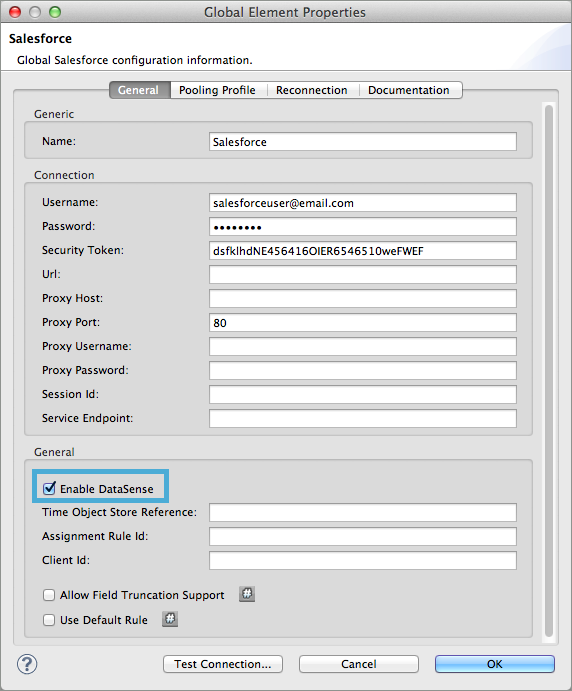 Global Element Properties
Salesforce
Global Salesforce configuration information.
General Pooling Profile Reconnection Documentation
Generic
Name: Salesforce
Connection
Username: salesforceuser@email.com
Password: ••••••••
Security Token: dsfklhdNE456416OIER6546510weFWEF
Url:
Proxy Host:
Proxy Port: 80
Proxy Username:
Proxy Password:
Session Id:
Service Endpoint:
General
Enable DataSense
Time Object Store Reference:
Assignment Rule Id:
Client Id:
Allow Field Truncation Support #
Use Default Rule #
? Test Connection... Cancel OK